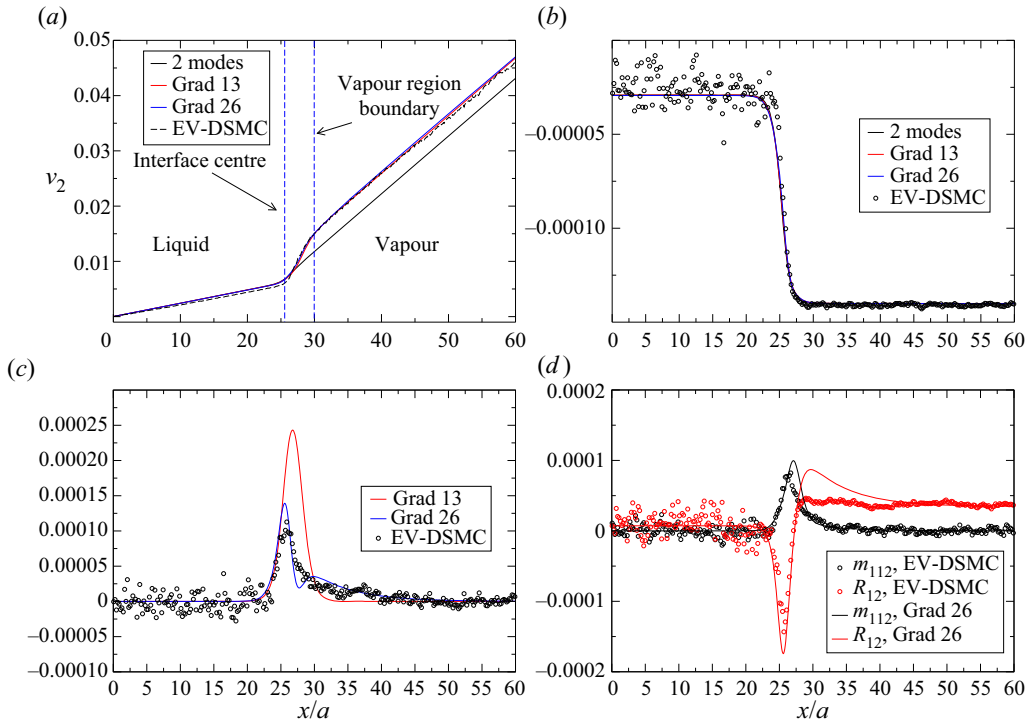 (a)
0.05
0.04
0.03
v2
0.02
0.01
2 modes
Grad 13
Grad 26
EV-DSMC
Vapour region
boundary
Interface centre
Liquid
Vapour
0 5 10 15 20 25 30 35 40 45 50 55 60
(b)
–0.00005
–0.00010
2 modes
Grad 13
Grad 26
EV-DSMC
0 5 10 15 20 25 30 35 40 45 50 55 60
(c)
0.00025
0.00020
0.00015
0.00010
0.00005
0
–0.00005
–0.00010
Grad 13
Grad 26
EV-DSMC
0 5 10 15 20 25 30 35 40 45 50 55 60
x/a
(d)
0.0002
0.0001
0
–0.0001
–0.0002
m112, EV-DSMC
R12, EV-DSMC
m112, Grad 26
R12, Grad 26
0 5 10 15 20 25 30 35 40 45 50 55 60
x/a